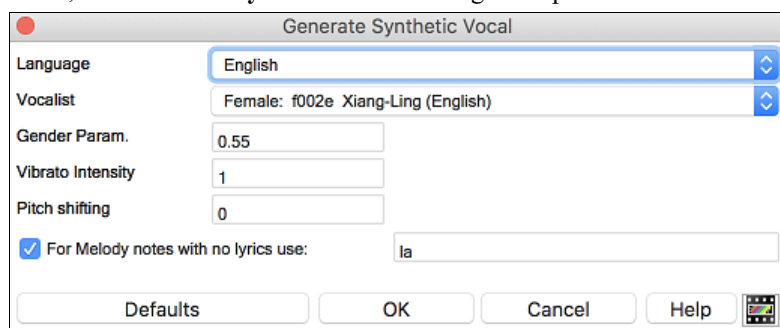 Generate Synthetic Vocal
Language English
Vocalist Female: f002e Xiang-Ling (English)
Gender Param. 0.55
Vibrato Intensity 1
Pitch shifting 0
For Melody notes with no lyrics use: la
Defaults OK Cancel Help